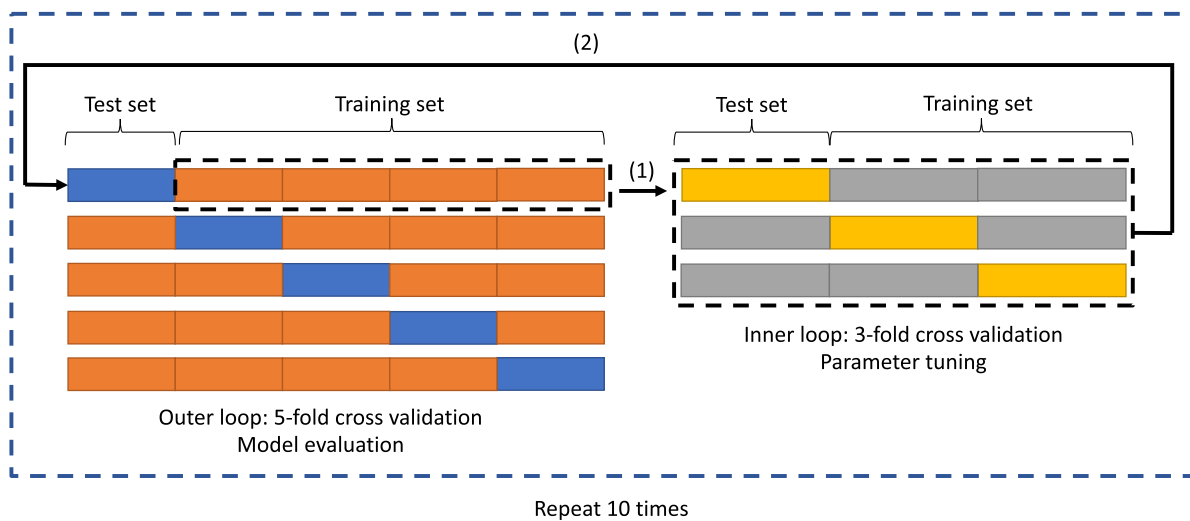 (2)
Test set
Training set
Test set
Training set
(1)
Inner loop: 3-fold cross validation
Parameter tuning
Outer loop: 5-fold cross validation
Model evaluation
Repeat 10 times